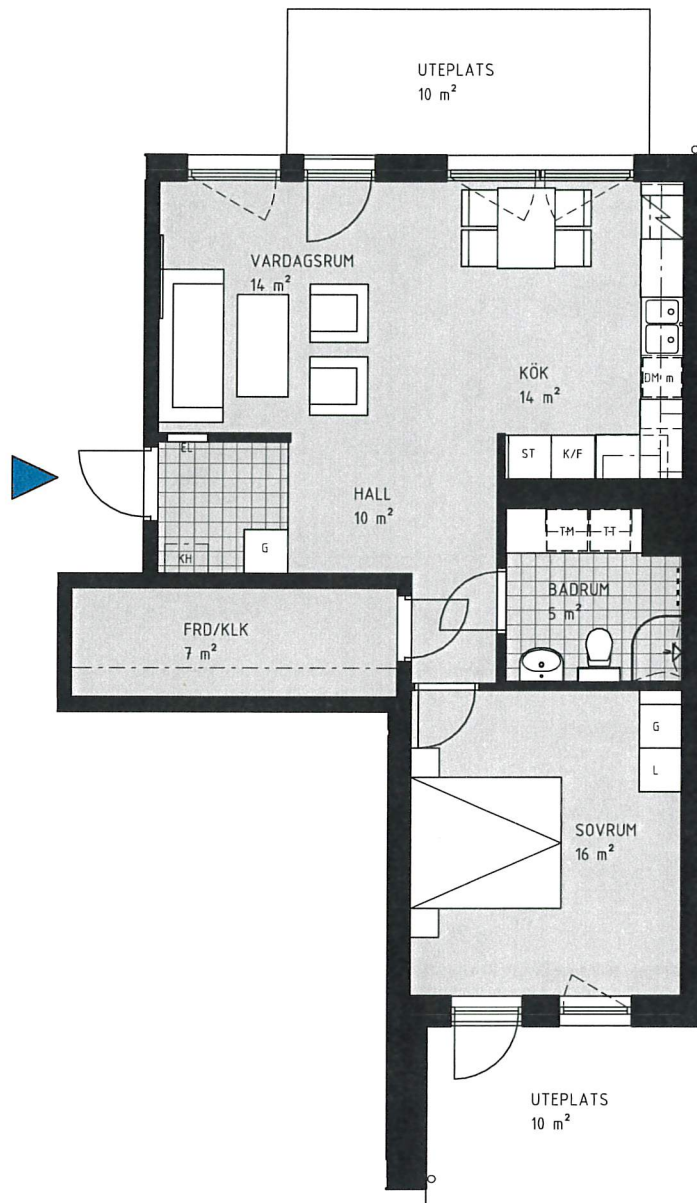 UTEPLATS
10 m²
VARDAGSRUM
14 m²
KÖK
14 m²
DM m
EL
ST K/F
HALL
10 m²
KH
G
TM TT
BADRUM
5 m²
FRD/KLK
7 m²
G
L
SOVRUM
16 m²
UTEPLATS
10 m²